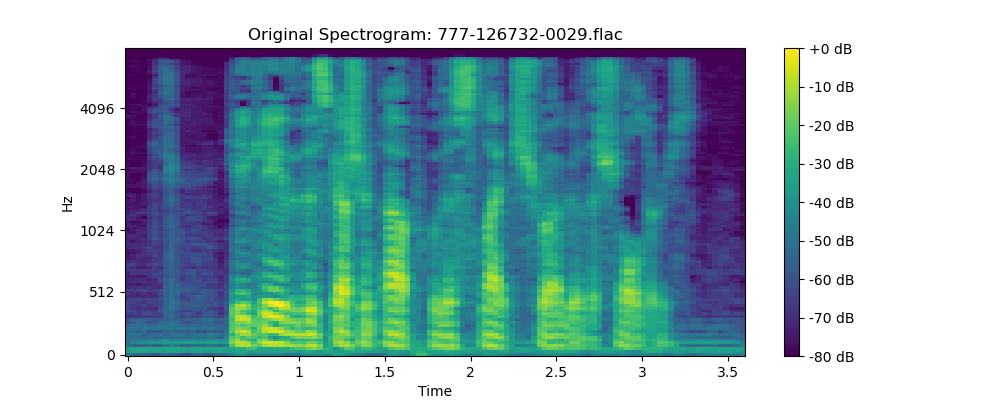 Original Spectrogram: 777-126732-0029.flac
Hz
4096
2048
1024
512
0
0 0.5 1 1.5 2 2.5 3 3.5
Time
+0 dB
-10 dB
-20 dB
-30 dB
-40 dB
-50 dB
-60 dB
-70 dB
-80 dB